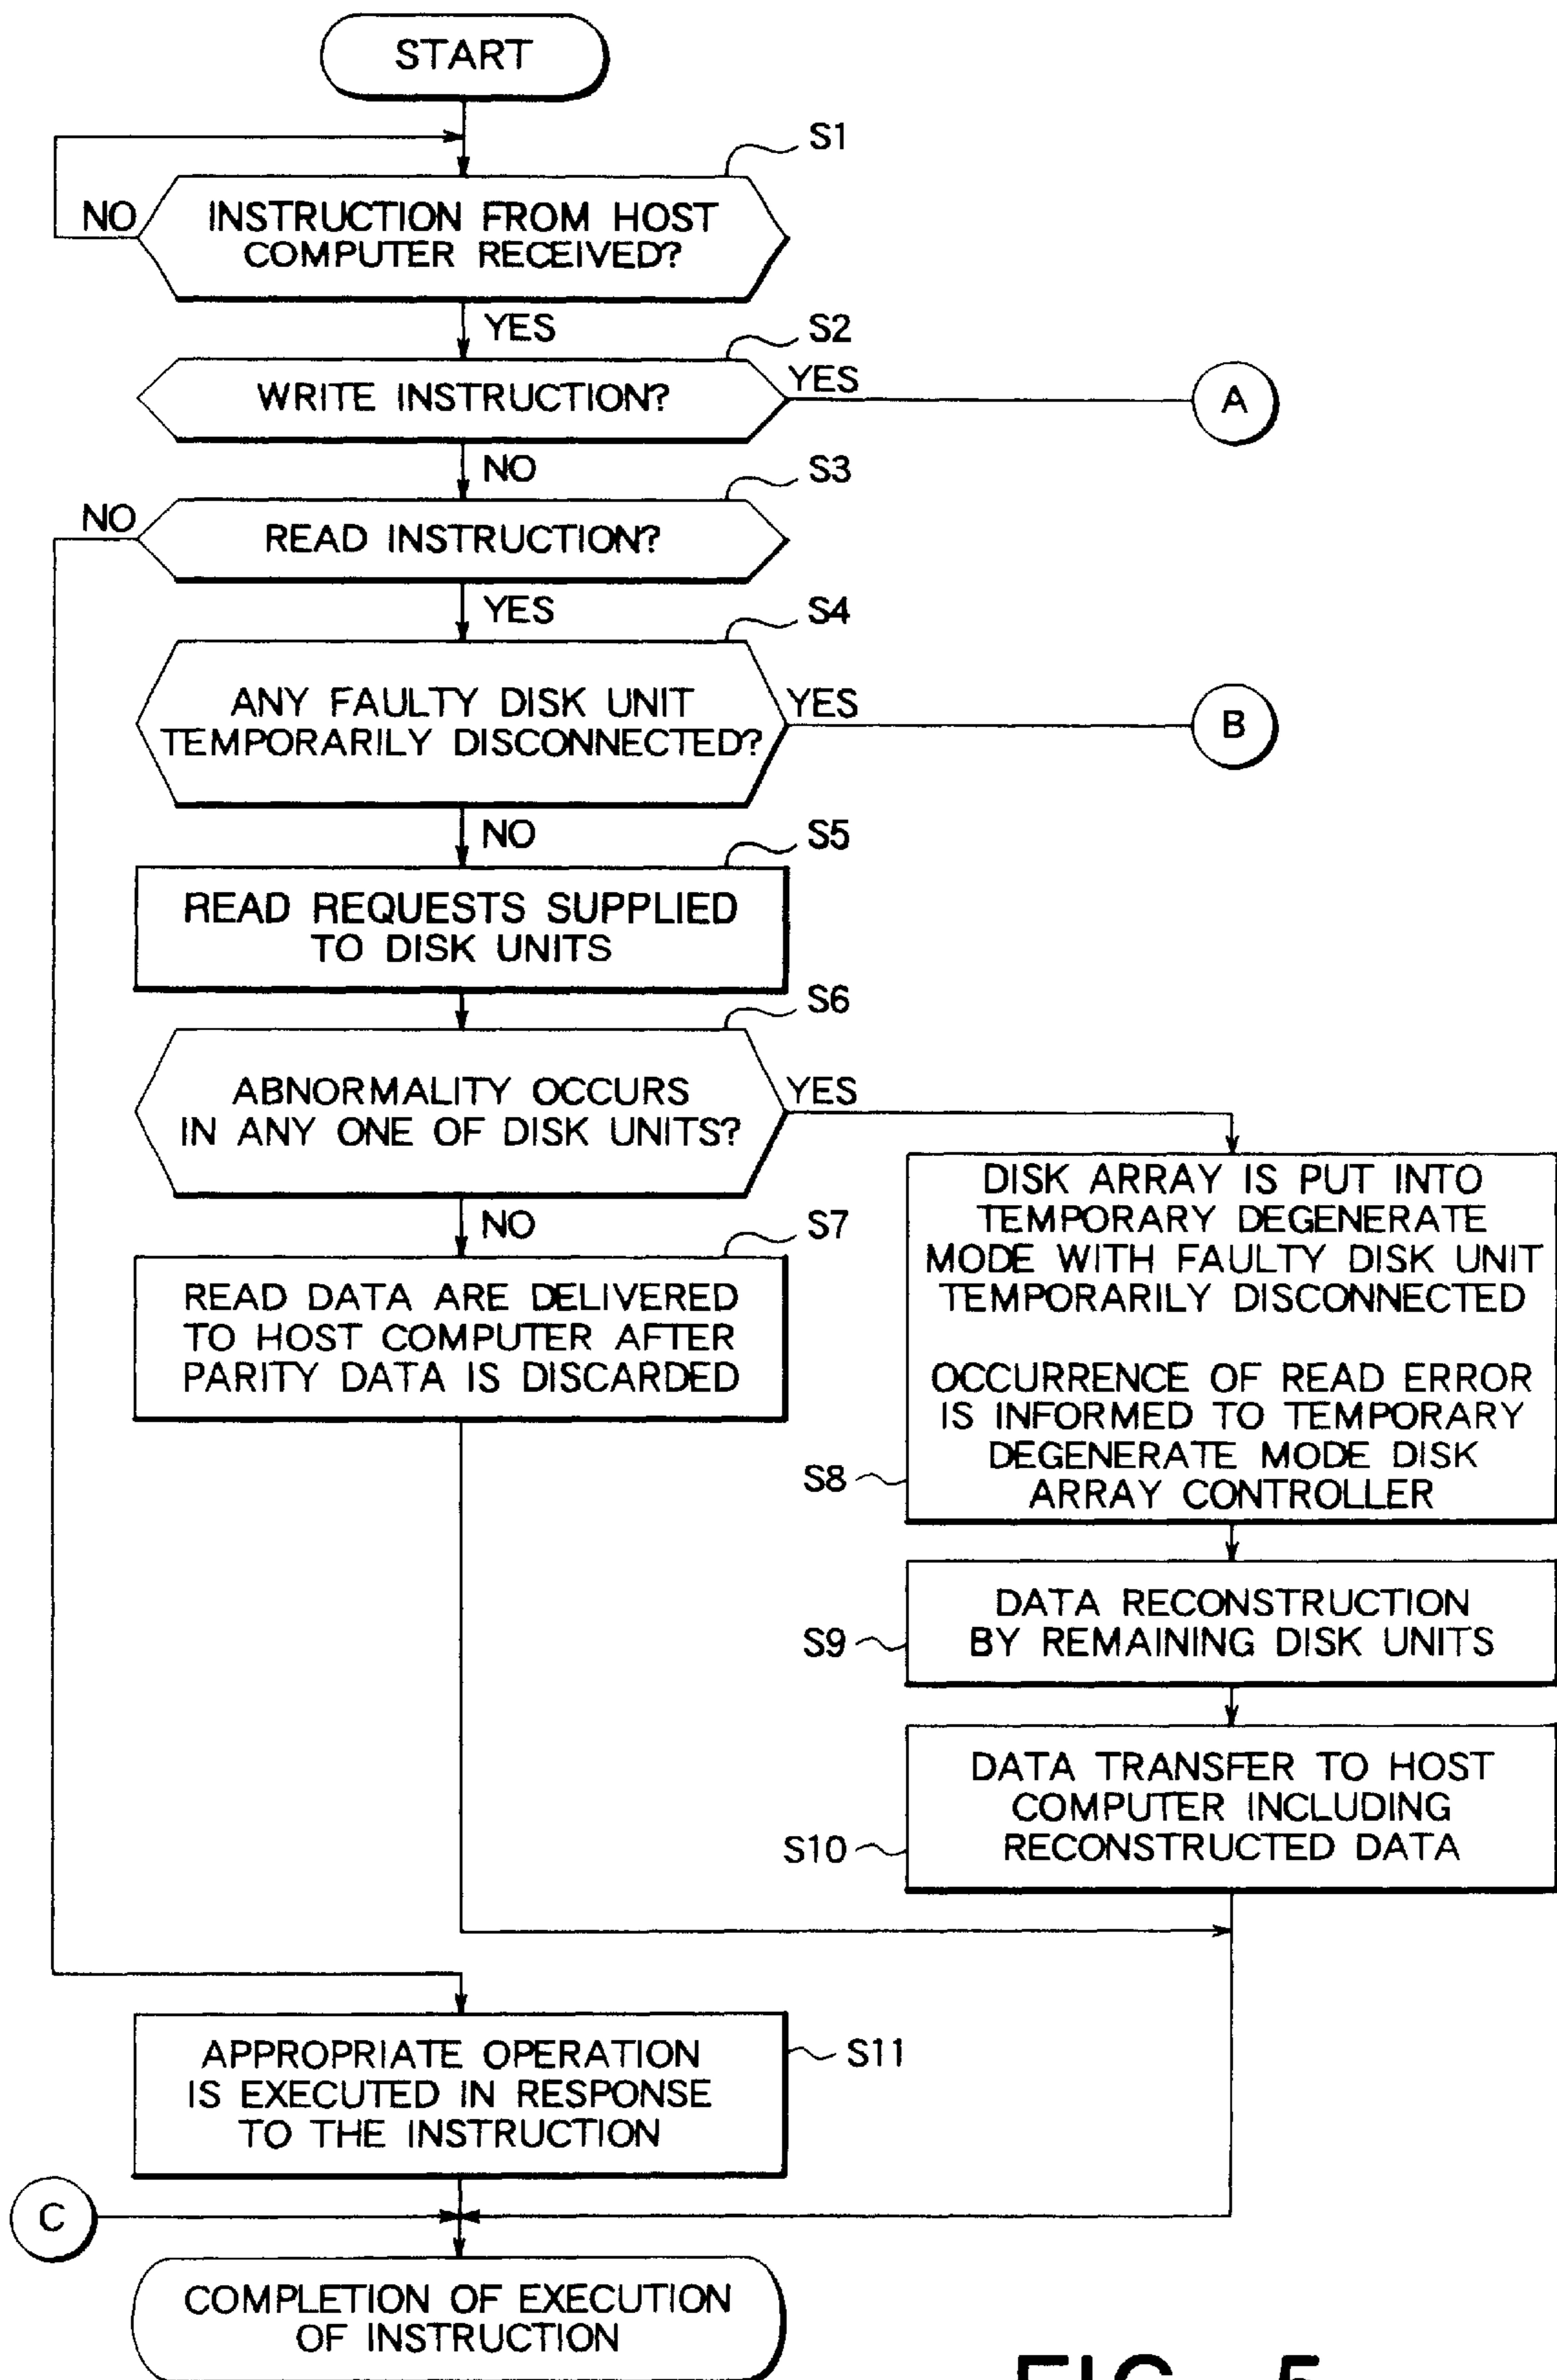 START
S1
NO
INSTRUCTION FROM HOST
COMPUTER RECEIVED?
YES
S2
WRITE INSTRUCTION?
YES
A
NO
S3
NO
READ INSTRUCTION?
YES
S4
ANY FAULTY DISK UNIT
TEMPORARILY DISCONNECTED?
YES
B
NO
S5
READ REQUESTS SUPPLIED
TO DISK UNITS
S6
ABNORMALITY OCCURS
IN ANY ONE OF DISK UNITS?
YES
NO
S7
READ DATA ARE DELIVERED
TO HOST COMPUTER AFTER
PARITY DATA IS DISCARDED
DISK ARRAY IS PUT INTO
TEMPORARY DEGENERATE
MODE WITH FAULTY DISK UNIT
TEMPORARILY DISCONNECTED
OCCURRENCE OF READ ERROR
IS INFORMED TO TEMPORARY
DEGENERATE MODE DISK
ARRAY CONTROLLER
S8
DATA RECONSTRUCTION
BY REMAINING DISK UNITS
S9
DATA TRANSFER TO HOST
COMPUTER INCLUDING
RECONSTRUCTED DATA
S10
APPROPRIATE OPERATION
IS EXECUTED IN RESPONSE
TO THE INSTRUCTION
S11
C
COMPLETION OF EXECUTION
OF INSTRUCTION
FIG. 5